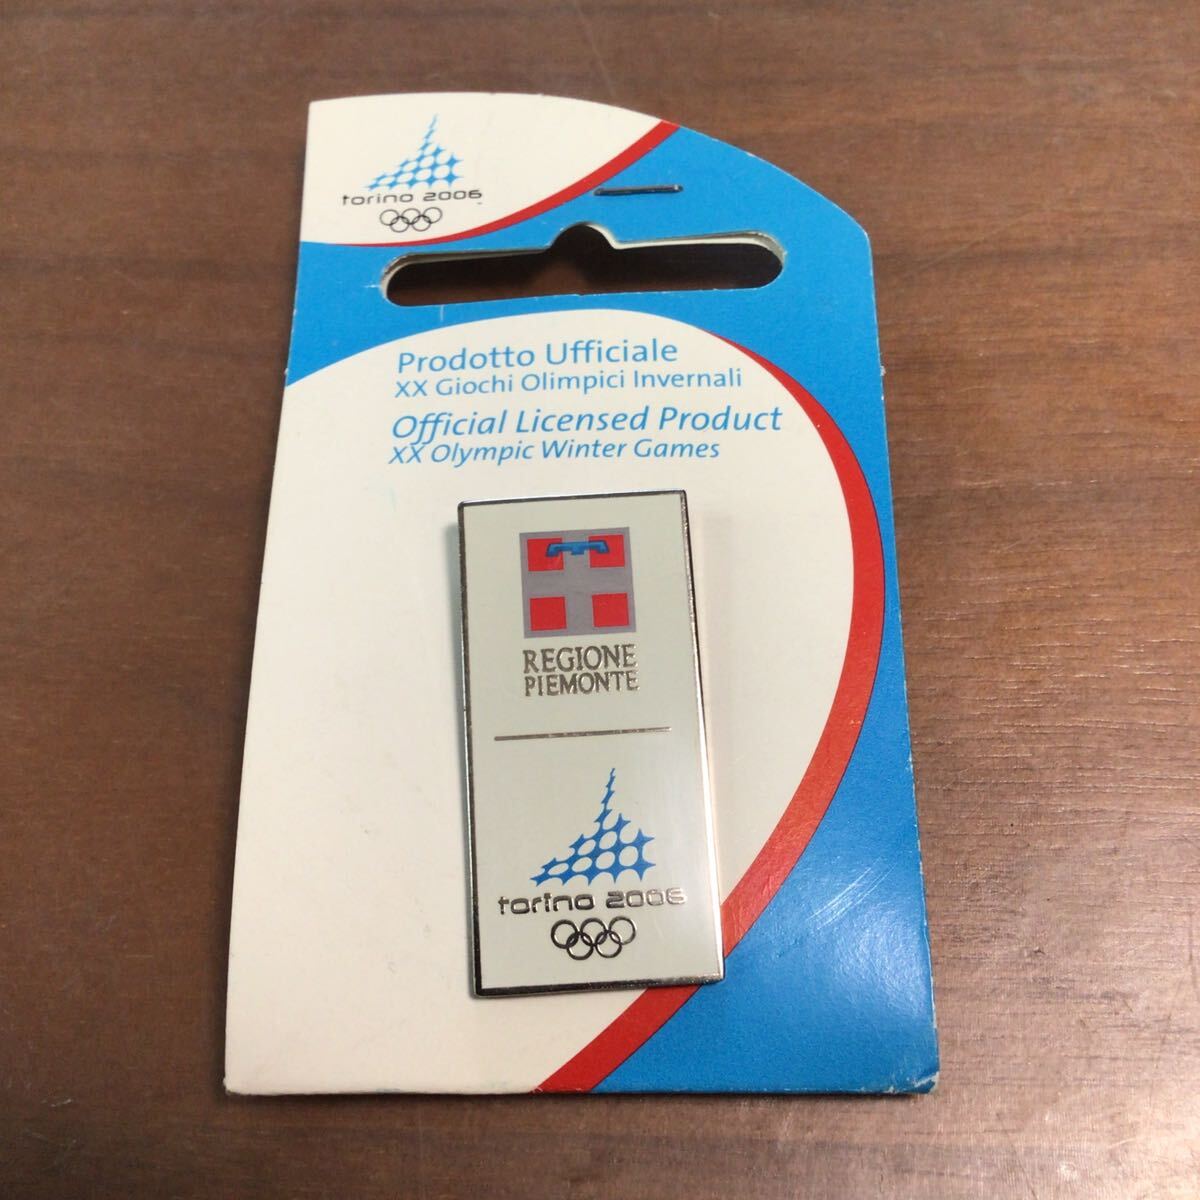 torino 2006
Prodotto Ufficiale
XX Giochi Olimpici Invernali
Official Licensed Product
XX Olympic Winter Games
REGIONE
PIEMONTE
torino 2006